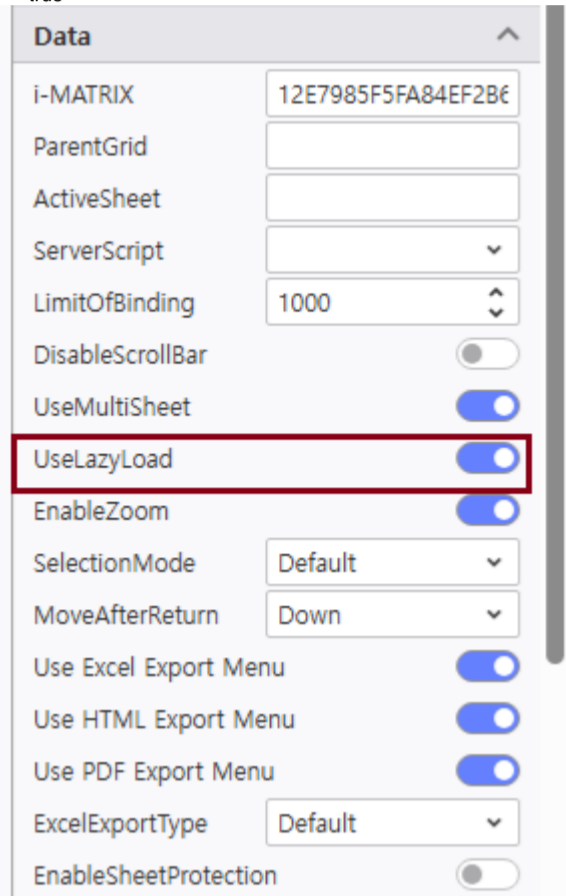 Data
i-MATRIX 12E7985F5FA84EF2B6
ParentGrid
ActiveSheet
ServerScript
LimitOfBinding 1000
DisableScrollBar
UseMultiSheet
UseLazyLoad
EnableZoom
SelectionMode Default
MoveAfterReturn Down
Use Excel Export Menu
Use HTML Export Menu
Use PDF Export Menu
ExcelExportType Default
EnableSheetProtection